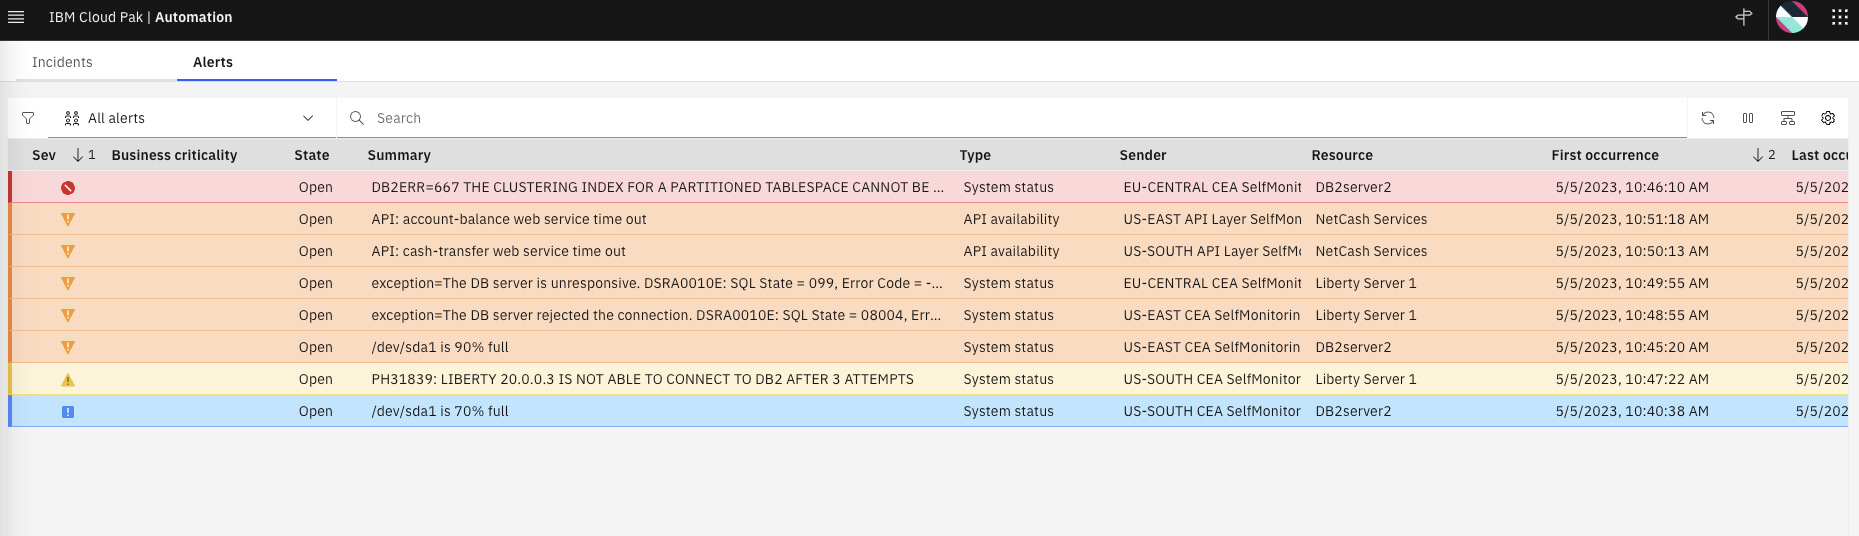 IBM Cloud Pak | Automation
Incidents Alerts
All alerts Search
Sev 1 Business criticality State Summary Type Sender Resource First occurrence 2 Last occu
Open DB2ERR=667 THE CLUSTERING INDEX FOR A PARTITIONED TABLESPACE CANNOT BE ... System status EU-CENTRAL CEA SelfMonit DB2server2 5/5/2023, 10:46:10 AM 5/5/202
Open API: account-balance web service time out API availability US-EAST API Layer SelfMon NetCash Services 5/5/2023, 10:51:18 AM 5/5/202
Open API: cash-transfer web service time out API availability US-SOUTH API Layer SelfMo NetCash Services 5/5/2023, 10:50:13 AM 5/5/202
Open exception=The DB server is unresponsive. DSRA0010E: SQL State = 099, Error Code = -... System status EU-CENTRAL CEA SelfMonit Liberty Server 1 5/5/2023, 10:49:55 AM 5/5/202
Open exception=The DB server rejected the connection. DSRA0010E: SQL State = 08004, Err... System status US-EAST CEA SelfMonitorin Liberty Server 1 5/5/2023, 10:48:55 AM 5/5/202
Open /dev/sda1 is 90% full System status US-EAST CEA SelfMonitorin DB2server2 5/5/2023, 10:45:20 AM 5/5/202
Open PH31839: LIBERTY 20.0.0.3 IS NOT ABLE TO CONNECT TO DB2 AFTER 3 ATTEMPTS System status US-SOUTH CEA SelfMonitor Liberty Server 1 5/5/2023, 10:47:22 AM 5/5/202
Open /dev/sda1 is 70% full System status US-SOUTH CEA SelfMonitor DB2server2 5/5/2023, 10:40:38 AM 5/5/202